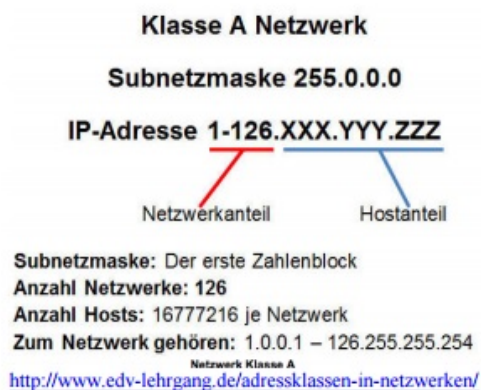 Klasse A Netzwerk
Subnetzmaske 255.0.0.0
IP-Adresse 1-126.XXX.YYY.ZZZ
Netzwerkanteil Hostanteil
Subnetzmaske: Der erste Zahlenblock
Anzahl Netzwerke: 126
Anzahl Hosts: 16777216 je Netzwerk
Zum Netzwerk gehören: 1.0.0.1 – 126.255.255.254
Netzwerk Klasse A
http://www.edv-lehrgang.de/adressklassen-in-netzwerken/